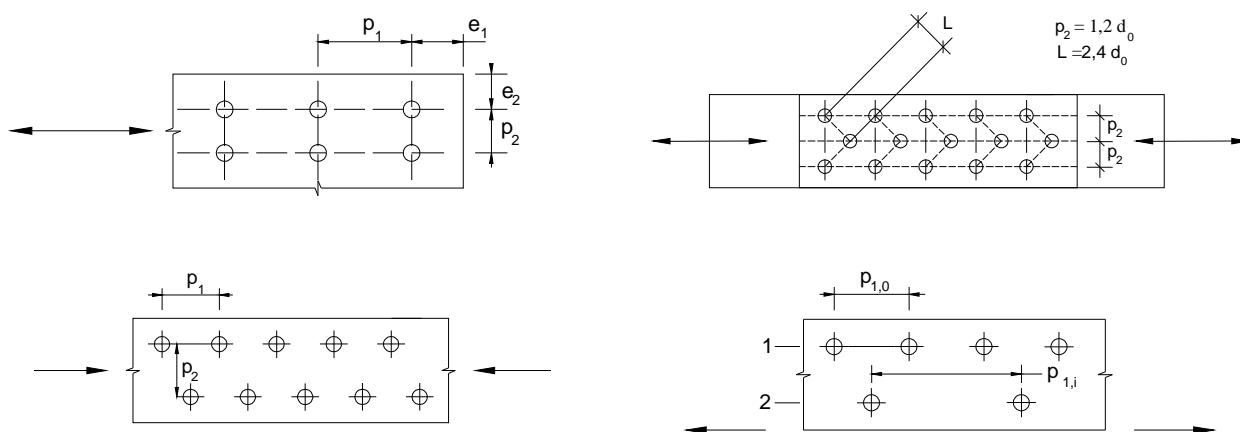 p₁
e₁
e₂
p₂
L
p₂ = 1,2 d₀
L =2,4 d₀
p₂
p₂
p₁
p₂
p₁,₀
1
p₁,i
2